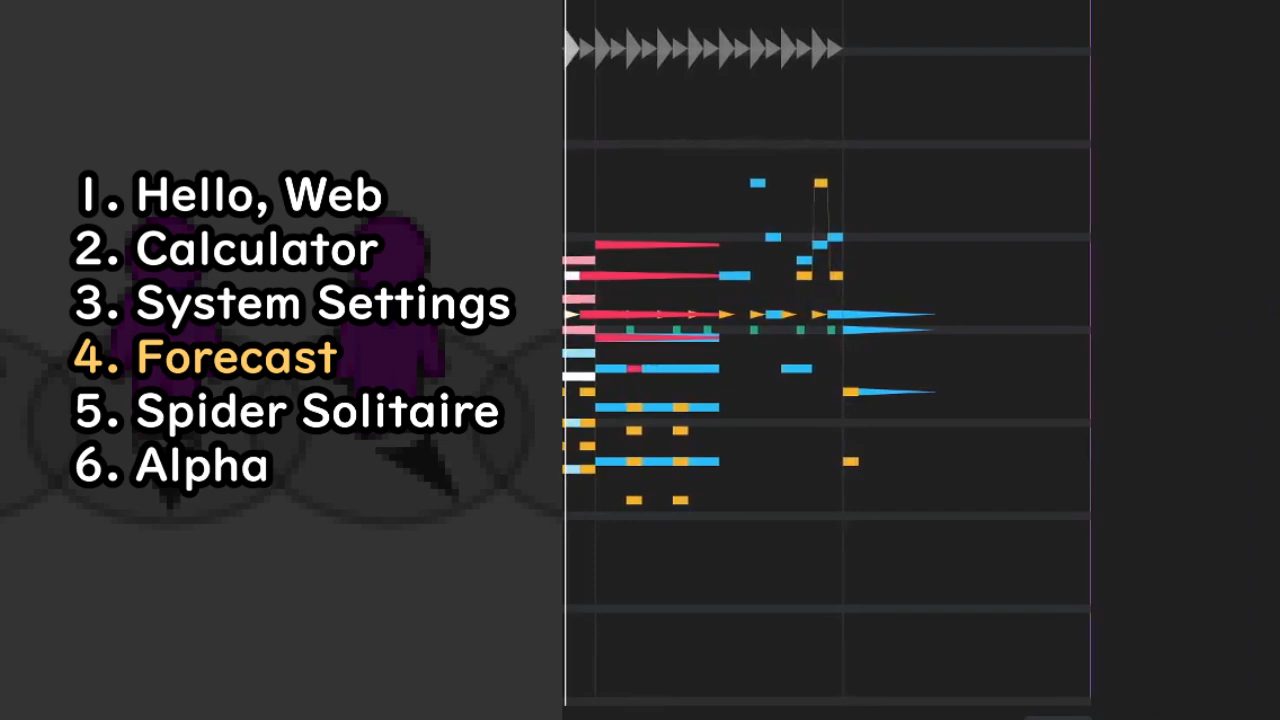 1. Hello, Web
2. Calculator
3. System Settings
4. Forecast
5. Spider Solitaire
6. Alpha